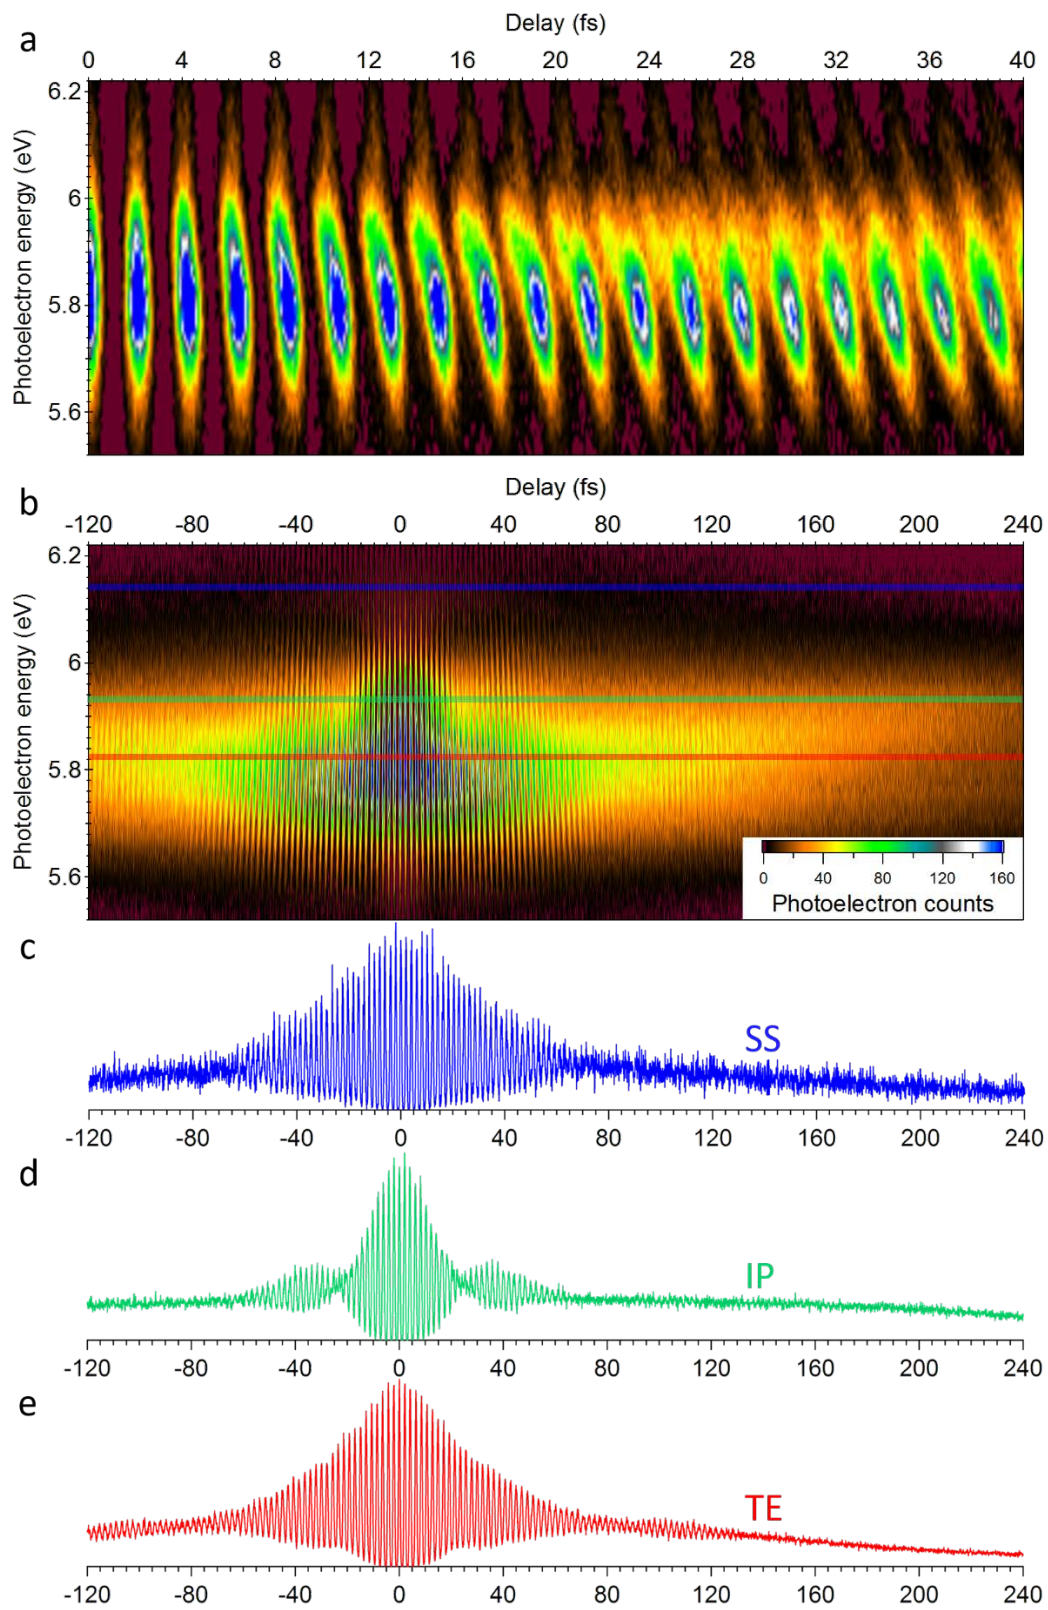 a
Delay (fs)
0 4 8 12 16 20 24 28 32 36 40
Photoelectron energy (eV)
6.2
6
5.8
5.6
b
Delay (fs)
-120 -80 -40 0 40 80 120 160 200 240
Photoelectron energy (eV)
6.2
6
5.8
5.6
0 40 80 120 160
Photoelectron counts
c
SS
-120 -80 -40 0 40 80 120 160 200 240
d
IP
-120 -80 -40 0 40 80 120 160 200 240
e
TE
-120 -80 -40 0 40 80 120 160 200 240